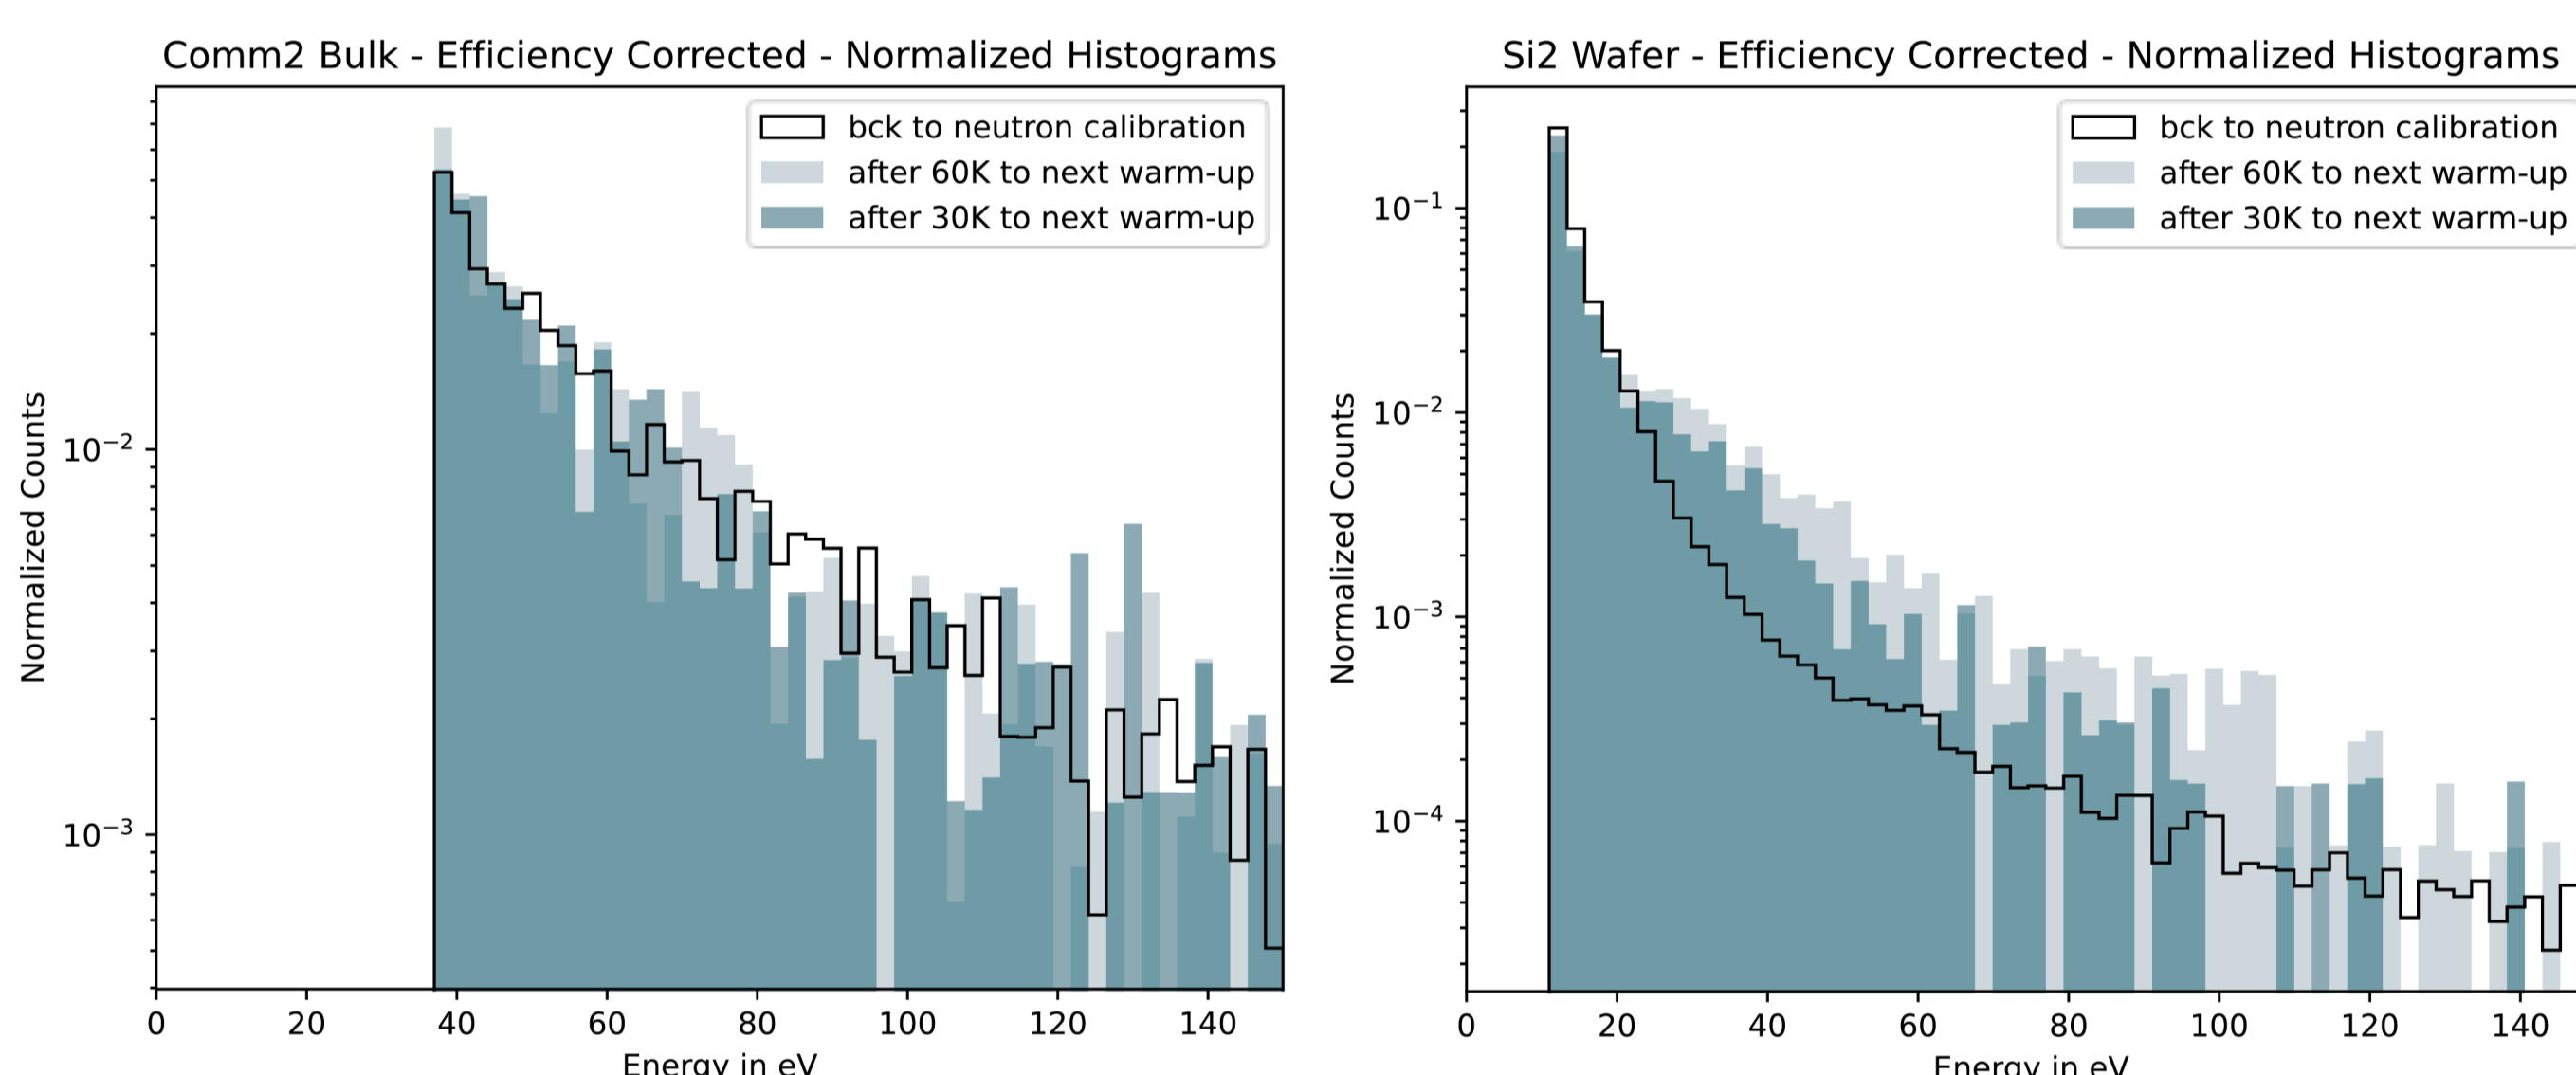 Comm2 Bulk - Efficiency Corrected - Normalized Histograms
bck to neutron calibration
after 60K to next warm-up
after 30K to next warm-up
Normalized Counts
10⁻²
10⁻³
0 20 40 60 80 100 120 140
Energy in eV
Si2 Wafer - Efficiency Corrected - Normalized Histograms
bck to neutron calibration
after 60K to next warm-up
after 30K to next warm-up
Normalized Counts
10⁻¹
10⁻²
10⁻³
10⁻⁴
0 20 40 60 80 100 120 140
Energy in eV